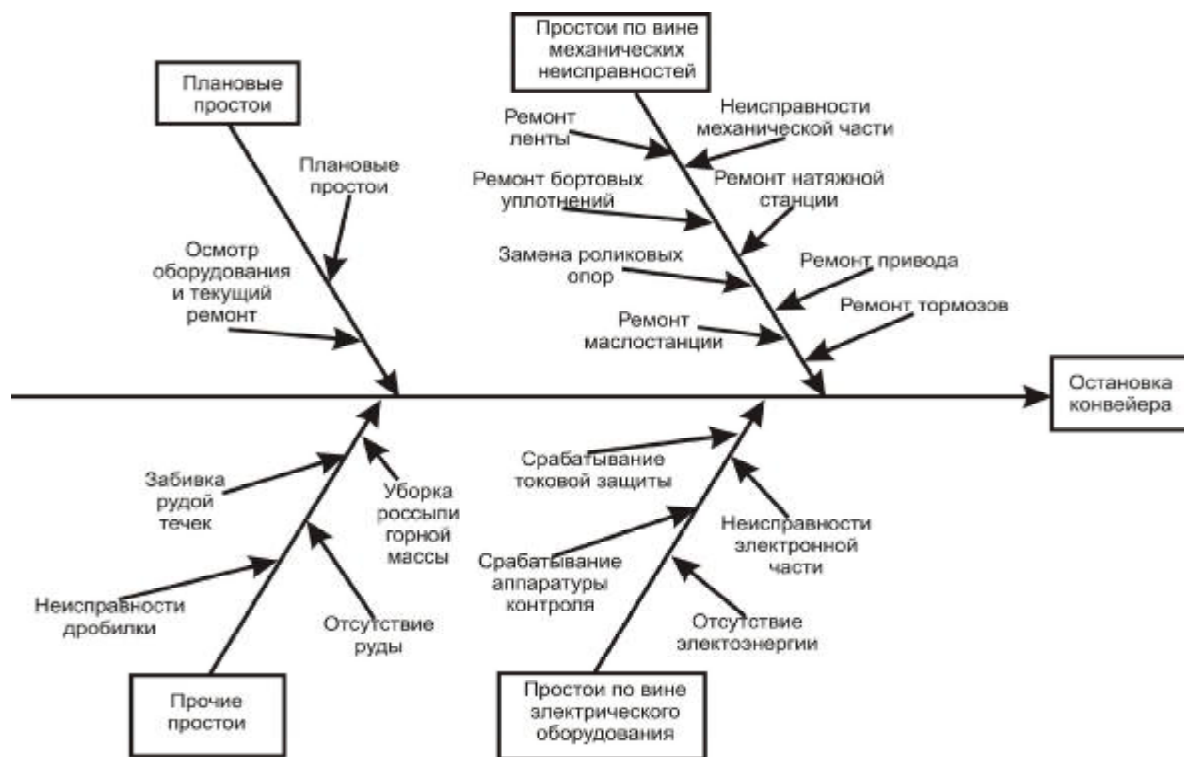 Простои по вине
механических
неисправностей
Плановые
простои
Неисправности
механической части
Ремонт
ленты
Плановые
простои
Ремонт бортовых
уплотнений
Ремонт натяжной
станции
Осмотр
оборудования
и текущий
ремонт
Замена роликовых
опор
Ремонт привода
Ремонт тормозов
Ремонт
маслостанции
Остановка
конвейера
Забивка
рудой
течек
Уборка
россыпи
горной
массы
Срабатывание
токовой защиты
Неисправности
электронной
части
Срабатывание
аппаратуры
контроля
Неисправности
дробилки
Отсутствие
руды
Отсутствие
электоэнергии
Прочие
простои
Простои по вине
электрического
оборудования